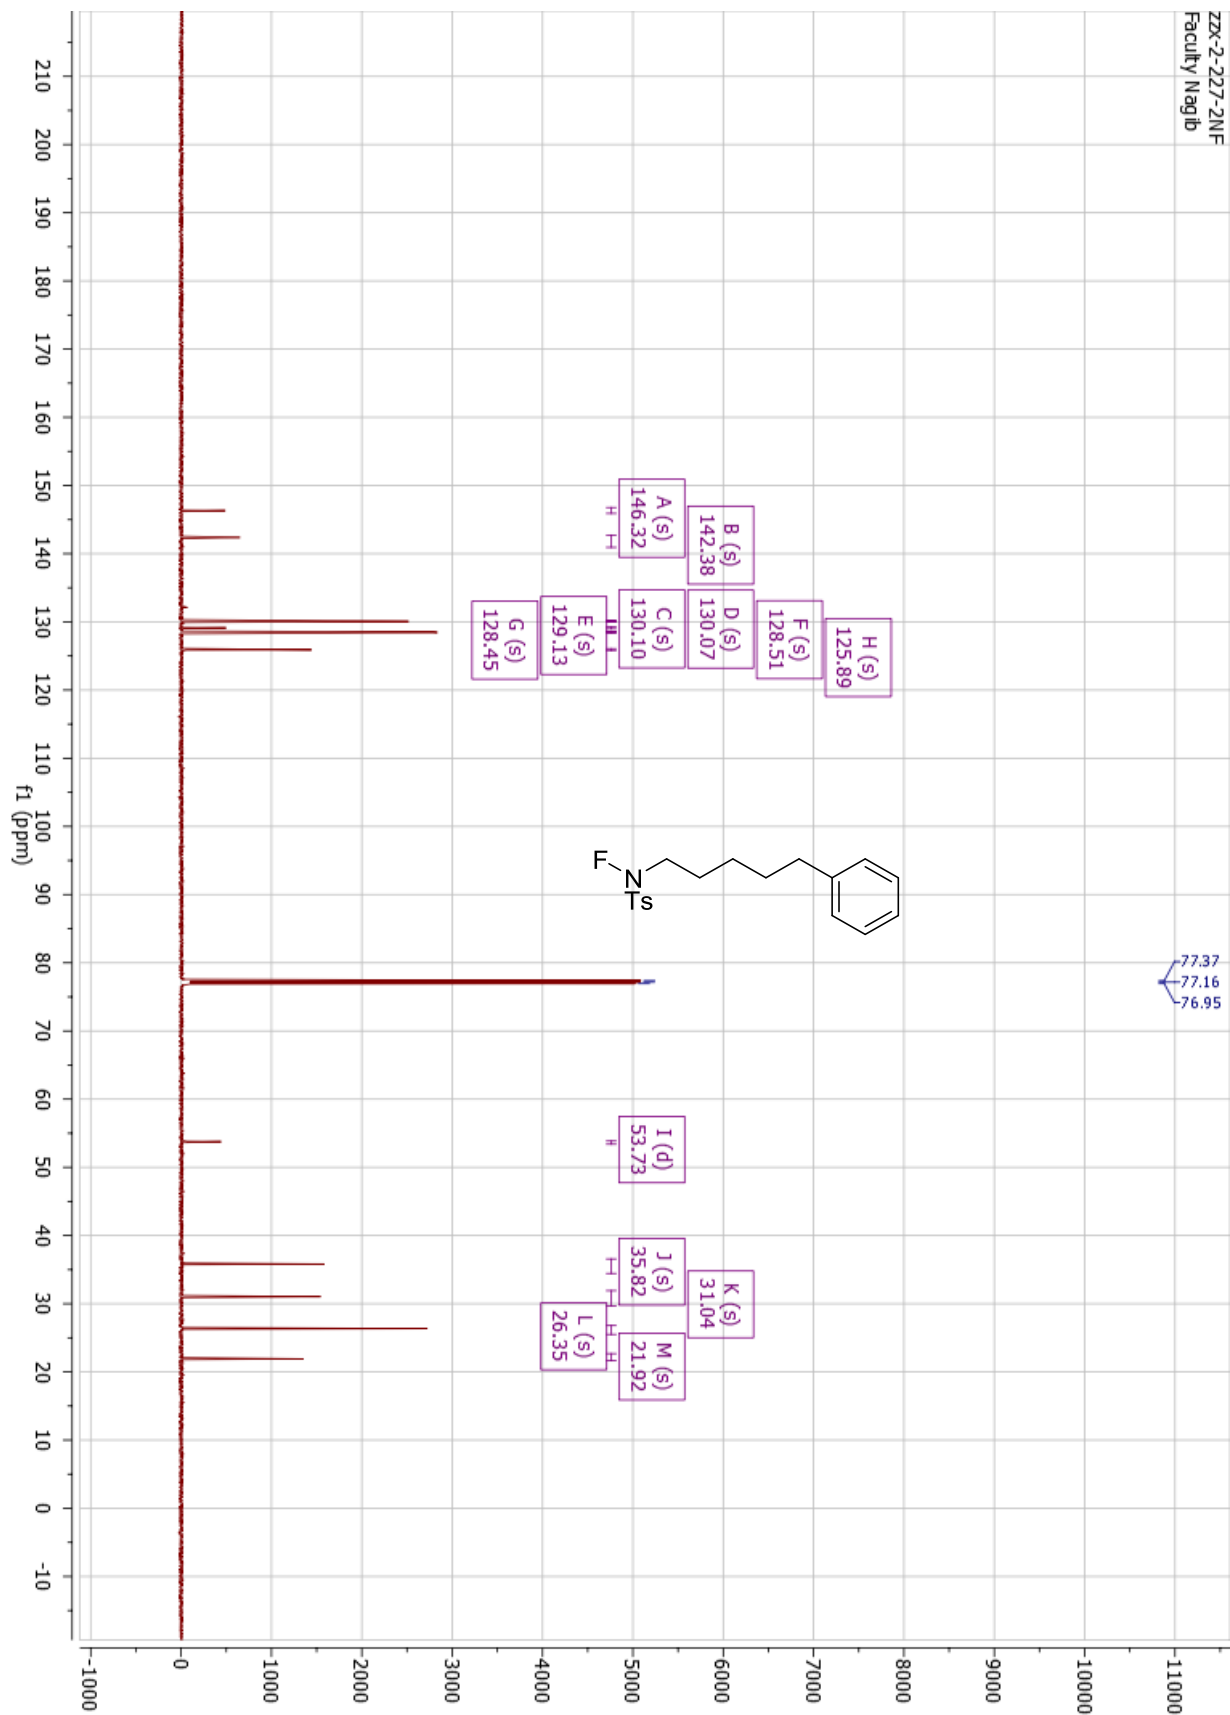 zzx-2-227-2NF
Faculty Nagib
77.37
77.16
76.95
H (s)
125.89
B (s)
142.38
D (s)
130.07
F (s)
128.51
K (s)
31.04
A (s)
146.32
C (s)
130.10
I (d)
53.73
J (s)
35.82
M (s)
21.92
E (s)
129.13
L (s)
26.35
G (s)
128.45
F
N
Ts
210 200 190 180 170 160 150 140 130 120 110 100 90 80 70 60 50 40 30 20 10 0 -10
f1 (ppm)
11000
10000
9000
8000
7000
6000
5000
4000
3000
2000
1000
0
-1000